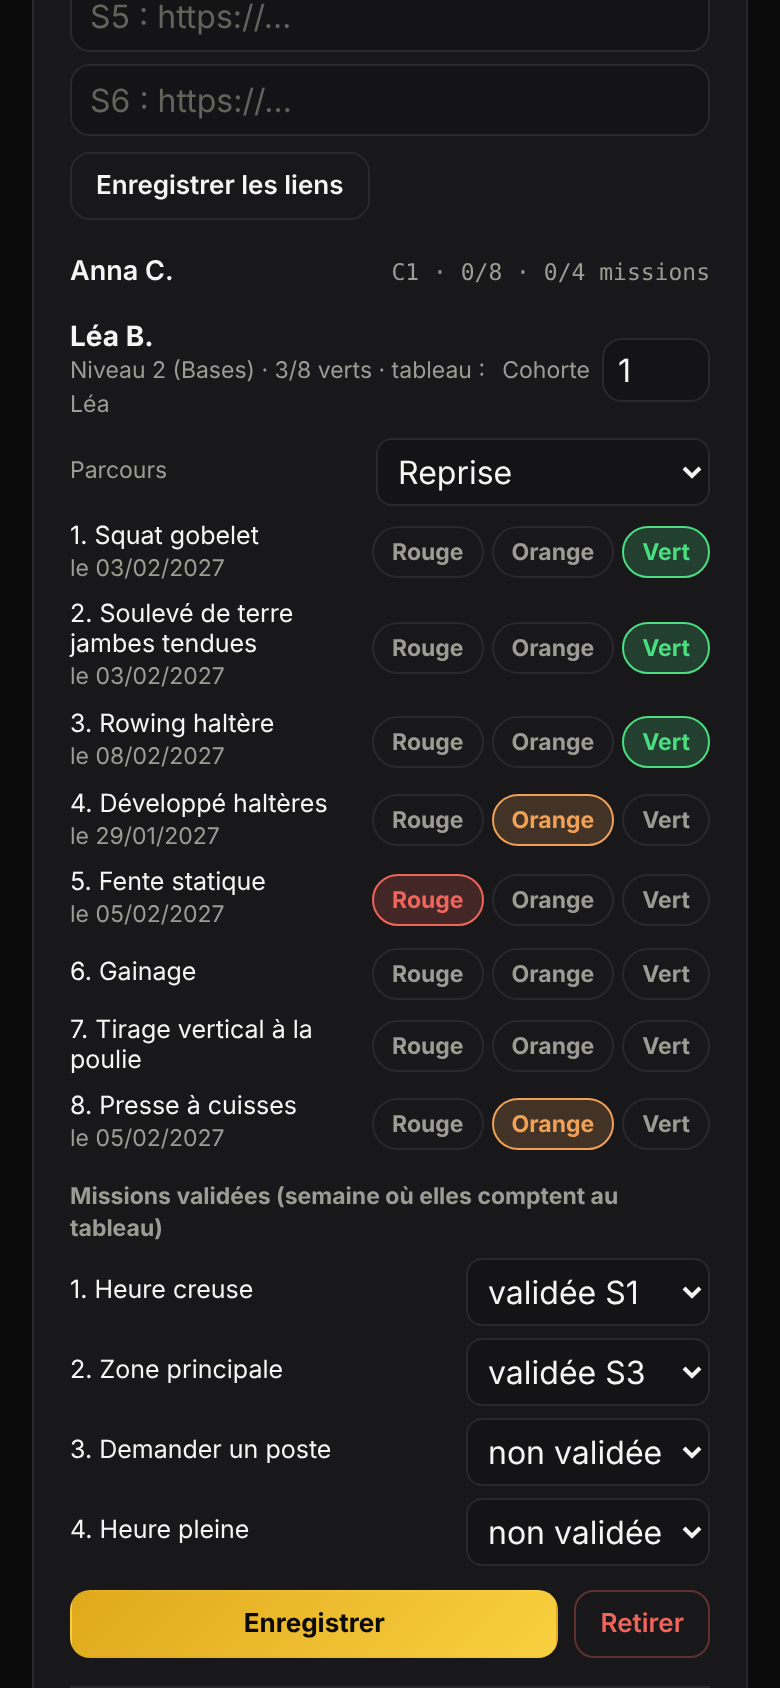 S5 : https://...
S6 : https://...
Enregistrer les liens
Anna C.
C1 · 0/8 · 0/4 missions
Léa B.
Niveau 2 (Bases) · 3/8 verts · tableau :
Léa
Cohorte
1
Parcours
Reprise
1. Squat gobelet
le 03/02/2027
Rouge Orange Vert
2. Soulevé de terre
jambes tendues
le 03/02/2027
Rouge Orange Vert
3. Rowing haltère
le 08/02/2027
Rouge Orange Vert
4. Développé haltères
le 29/01/2027
Rouge Orange Vert
5. Fente statique
le 05/02/2027
Rouge Orange Vert
6. Gainage
Rouge Orange Vert
7. Tirage vertical à la
poulie
Rouge Orange Vert
8. Presse à cuisses
le 05/02/2027
Rouge Orange Vert
Missions validées (semaine où elles comptent au
tableau)
1. Heure creuse
validée S1
2. Zone principale
validée S3
3. Demander un poste
non validée
4. Heure pleine
non validée
Enregistrer
Retirer